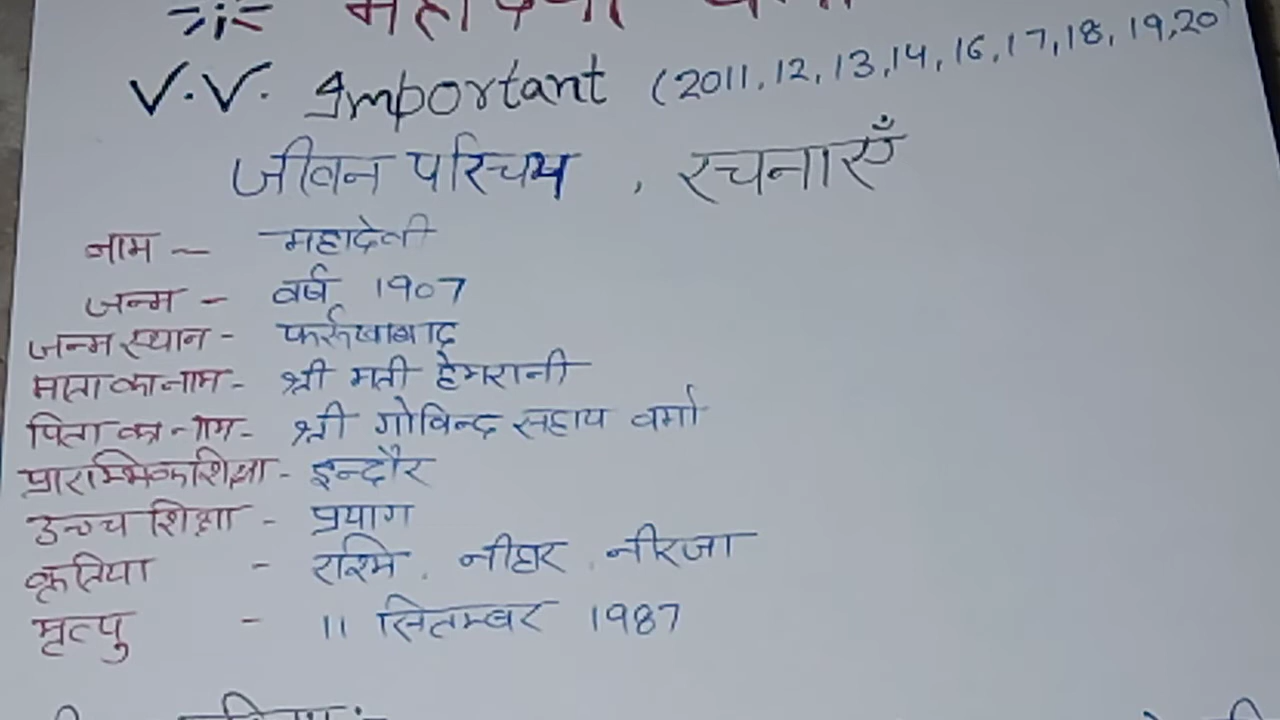 V.V. Important (2011, 12, 13, 14, 16, 17, 18, 19, 20
जीवन परिचय , रचनाएँ
नाम - महादेवी
जन्म - वर्ष 1907
जन्म स्थान - फर्रूखाबाद
माता का नाम - श्री मती हेमरानी
पिता का नाम - श्री गोविन्द सहाय वर्मा
प्रारम्भिक शिक्षा - इन्दौर
उच्च शिक्षा - प्रयाग
कृतिया - रश्मि , नीहार , नीरजा
मृत्यु - 11 सितम्बर 1987